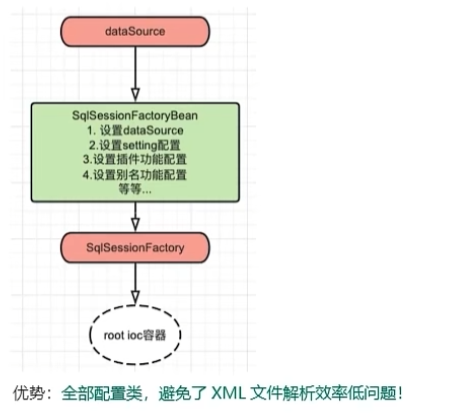 dataSource
SqlSessionFactoryBean
1. 设置dataSource
2.设置setting配置
3.设置插件功能配置
4.设置别名功能配置
等等...
SqlSessionFactory
root ioc容器
优势：全部配置类，避免了 XML 文件解析效率低问题！